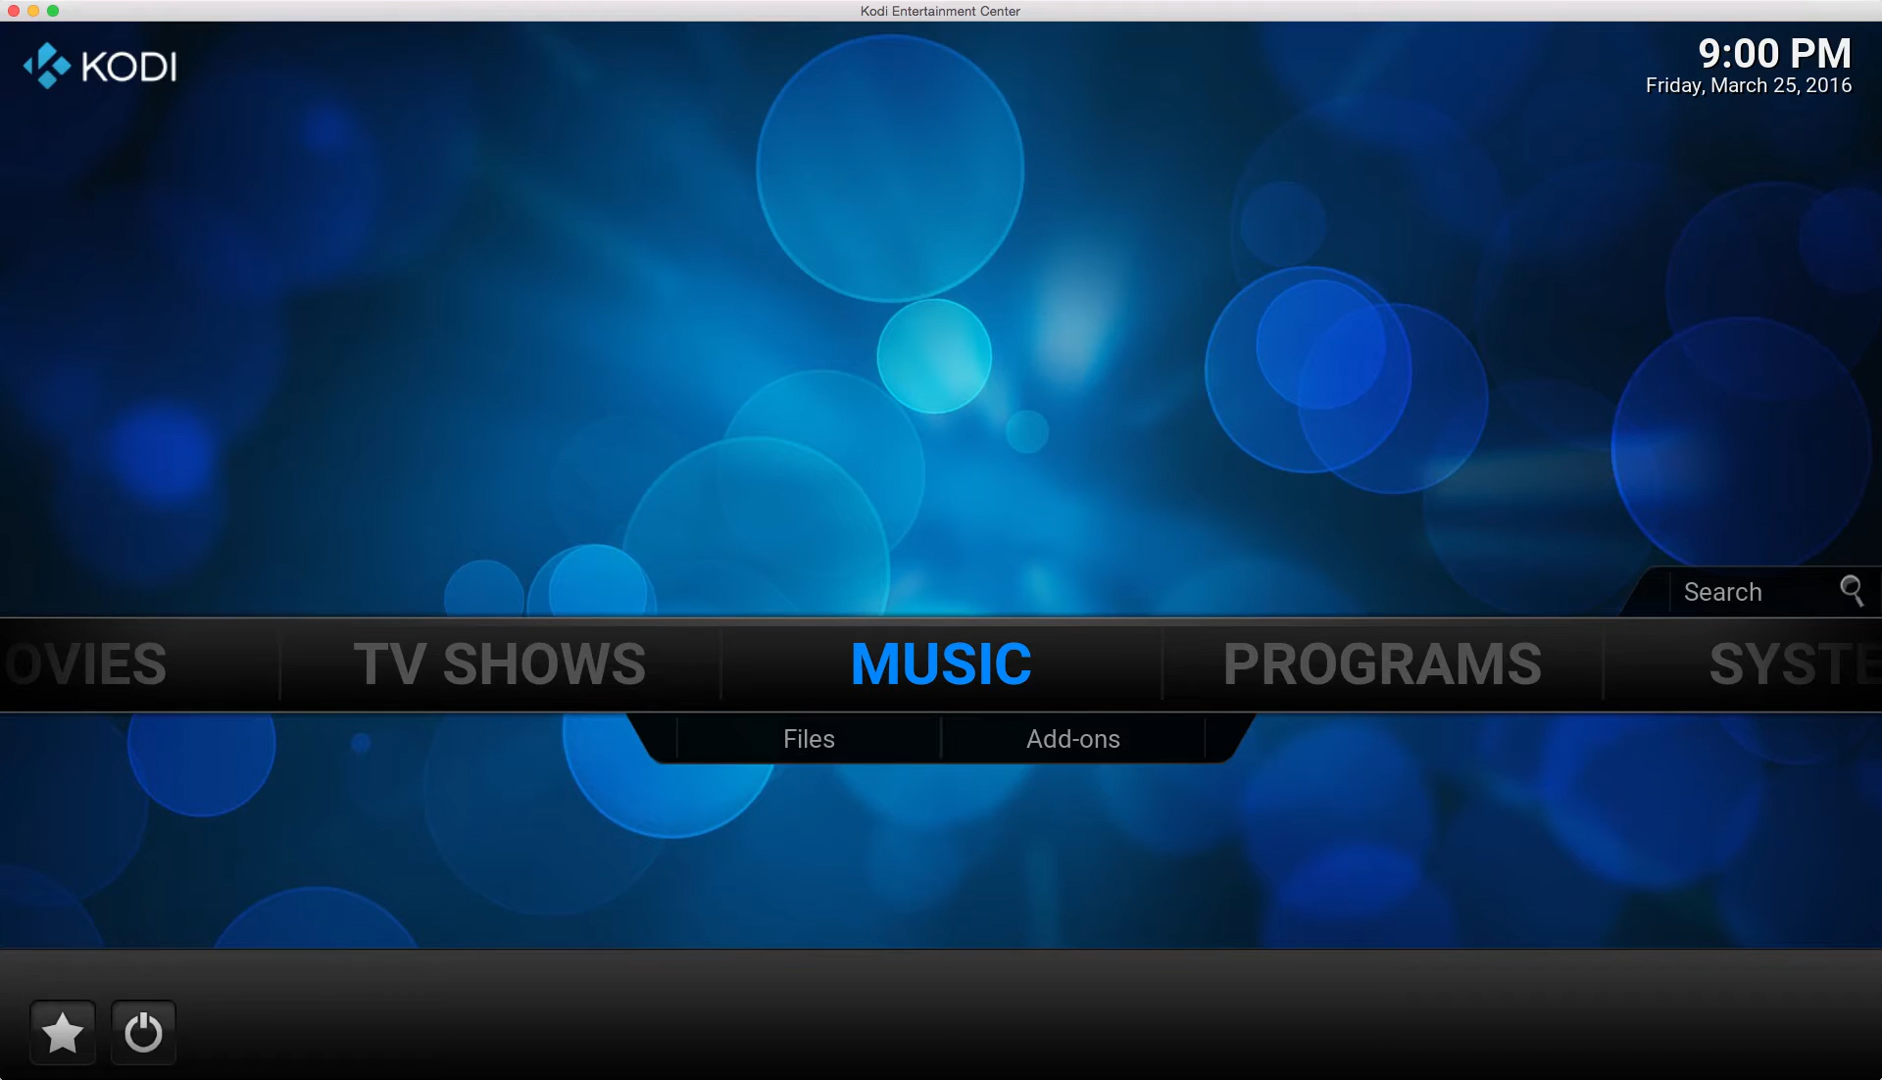 Kodi Entertainment Center
KODI
9:00 PM
Friday, March 25, 2016
Search
OVIES TV SHOWS MUSIC PROGRAMS SYSTE
Files Add-ons